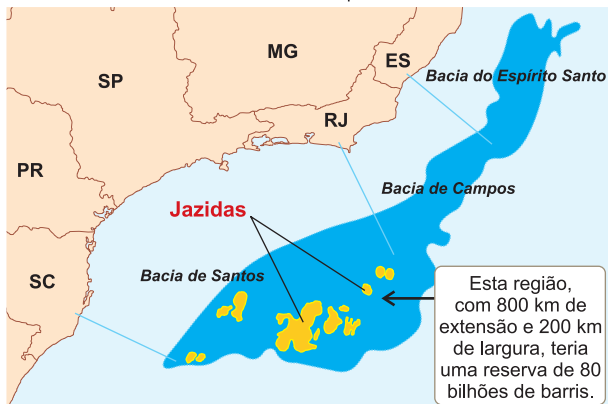 MG
ES
SP
Bacia do Espírito Santo
RJ
PR
Bacia de Campos
Jazidas
SC
Bacia de Santos
Esta região,
com 800 km de
extensão e 200 km
de largura, teria
uma reserva de 80
bilhões de barris.